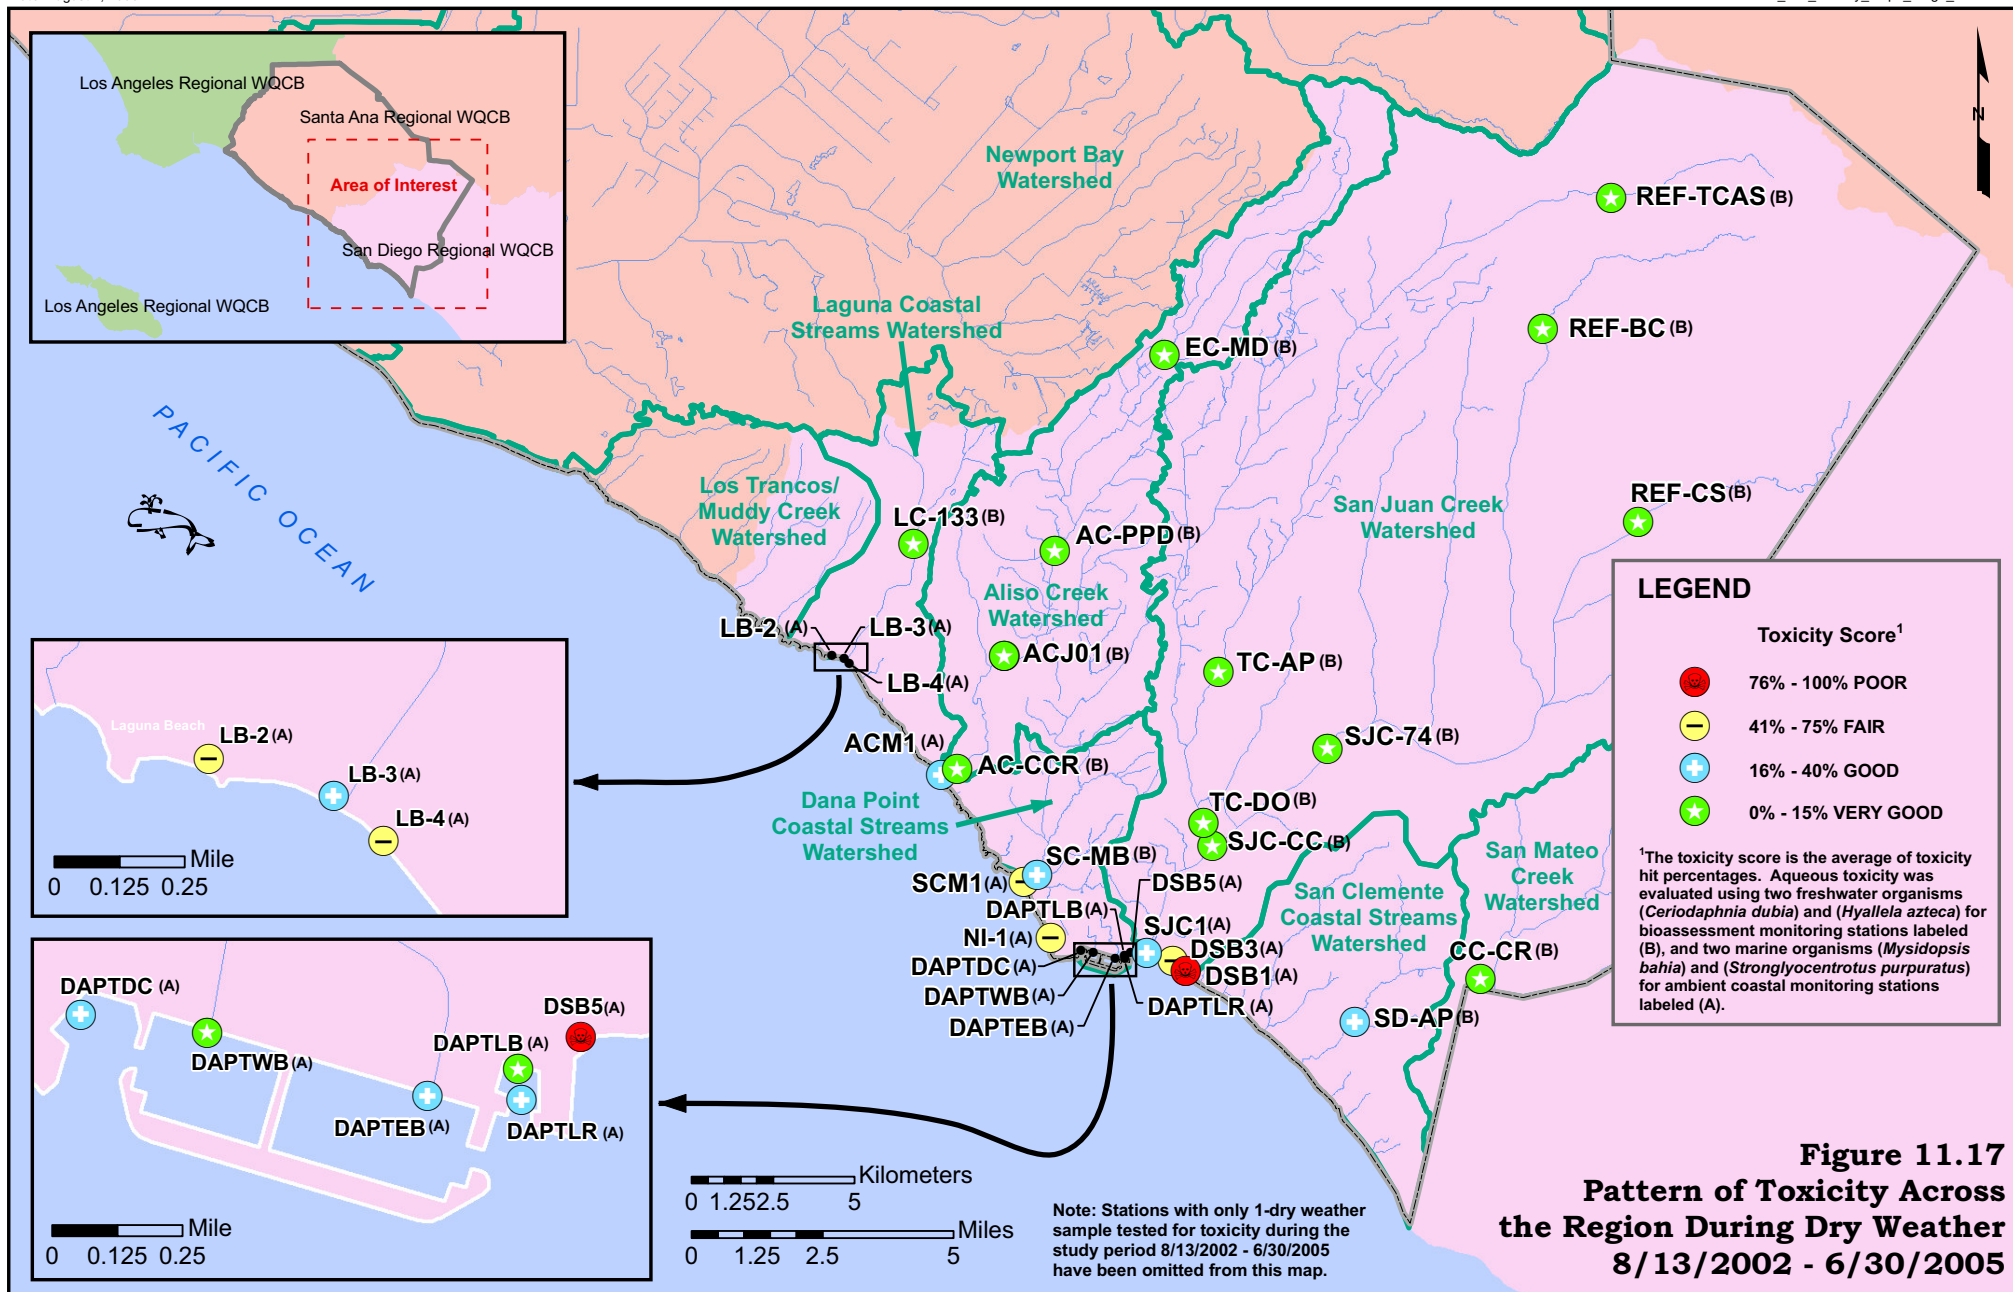 Los Angeles Regional WQCB
Santa Ana Regional WQCB
Area of Interest
San Diego Regional WQCB
Los Angeles Regional WQCB
N
Newport Bay
Watershed
REF-TCAS (B)
Laguna Coastal
Streams Watershed
REF-BC (B)
EC-MD (B)
PACIFIC OCEAN
Los Trancos/
Muddy Creek
Watershed
LC-133 (B)
AC-PPD (B)
San Juan Creek
Watershed
REF-CS (B)
Aliso Creek
Watershed
LB-2 (A)
LB-3 (A)
LB-4 (A)
ACJ01 (B)
TC-AP (B)
ACM1 (A)
AC-CCR (B)
SJC-74 (B)
Dana Point
Coastal Streams
Watershed
TC-DO (B)
SJC-CC (B)
SC-MB (B)
SCM1 (A)
DSB5 (A)
DAPTLB (A)
SJC1 (A)
NI-1 (A)
DSB3 (A)
DAPTDC (A)
DSB1 (A)
DAPTWB (A)
DAPTLR (A)
DAPTEB (A)
San Clemente
Coastal Streams
Watershed
San Mateo
Creek
Watershed
CC-CR (B)
SD-AP (B)
LEGEND
Toxicity Score1
76% - 100% POOR
41% - 75% FAIR
16% - 40% GOOD
0% - 15% VERY GOOD
1The toxicity score is the average of toxicity
hit percentages. Aqueous toxicity was
evaluated using two freshwater organisms
(Ceriodaphnia dubia) and (Hyallela azteca) for
bioassessment monitoring stations labeled
(B), and two marine organisms (Mysidopsis
bahia) and (Stronglyocentrotus purpuratus)
for ambient coastal monitoring stations
labeled (A).
Laguna Beach
LB-2 (A)
LB-3 (A)
LB-4 (A)
Mile
0 0.125 0.25
DAPTDC (A)
DAPTWB (A)
DAPTLB (A)
DSB5 (A)
DAPTEB (A)
DAPTLR (A)
Mile
0 0.125 0.25
Kilometers
0 1.25 2.5 5
Miles
0 1.25 2.5 5
Note: Stations with only 1-dry weather
sample tested for toxicity during the
study period 8/13/2002 - 6/30/2005
have been omitted from this map.
Figure 11.17
Pattern of Toxicity Across
the Region During Dry Weather
8/13/2002 - 6/30/2005